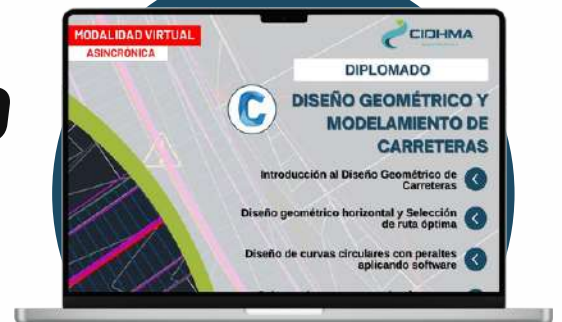 MODALIDAD VIRTUAL
ASINCRÓNICA
CIDHMA
DIPLOMADO
DISEÑO GEOMÉTRICO Y
MODELAMIENTO DE
CARRETERAS
Introducción al Diseño Geométrico de
Carreteras
Diseño geométrico horizontal y Selección
de ruta óptima
Diseño de curvas circulares con peraltes
aplicando software